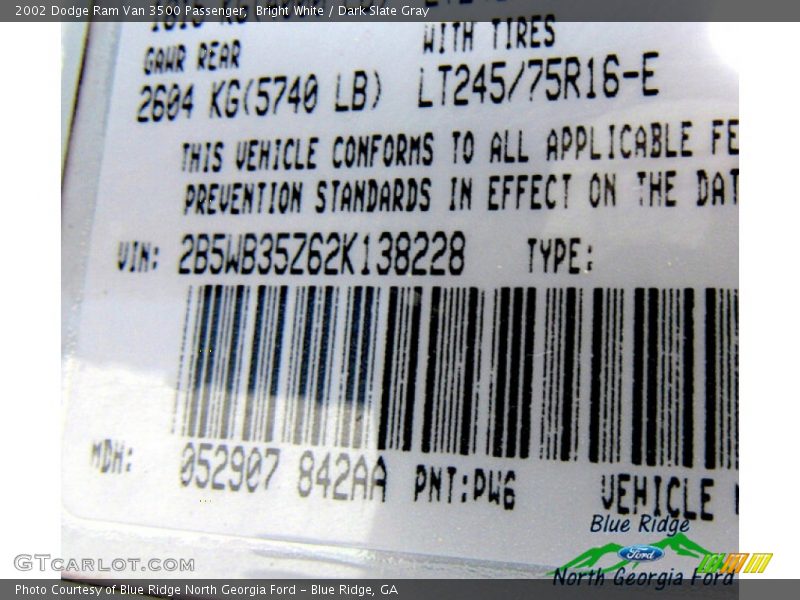 2002 Dodge Ram Van 3500 Passenger,  Bright White / Dark Slate Gray
WITH TIRES
GAWR REAR
2604 KG(5740 LB) LT245/75R16-E
THIS VEHICLE CONFORMS TO ALL APPLICABLE FE
PREVENTION STANDARDS IN EFFECT ON THE DAT
VIN: 2B5WB35Z62K138228 TYPE:
MDH: 052907 842AA PNT:PW6 VEHICLE
Blue Ridge
Ford
North Georgia Ford
GTCARLOT.COM
Photo Courtesy of Blue Ridge North Georgia Ford – Blue Ridge, GA